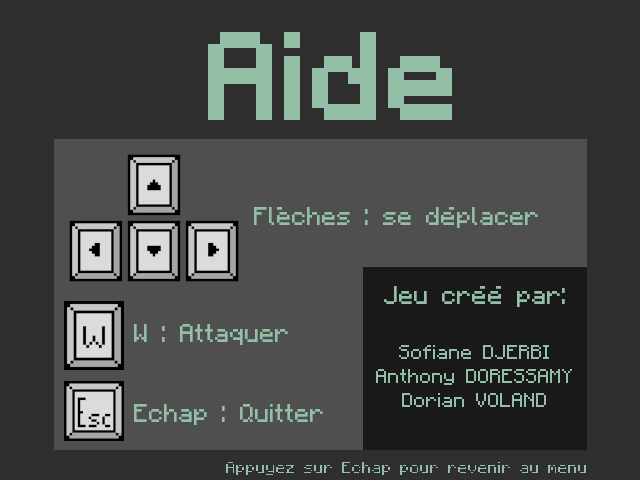 Aide
Flèches : se déplacer
Jeu créé par:
W
W : Attaquer
Sofiane DJERBI
Anthony DORESSAMY
Dorian VOLAND
Esc
Echap : Quitter
Appuyez sur Echap pour revenir au menu